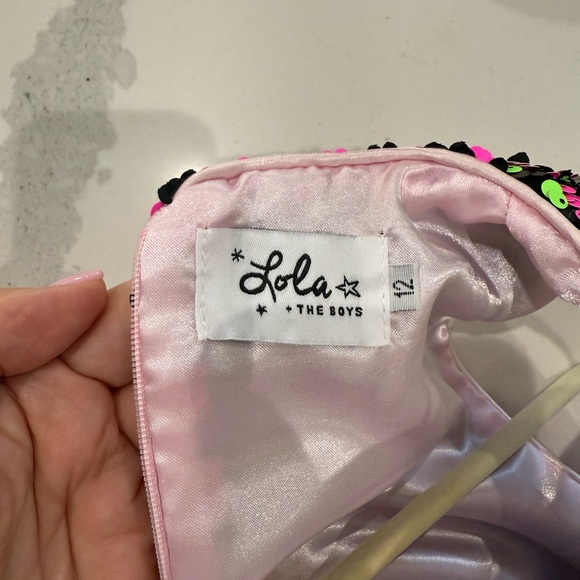 Lola
+ THE BOYS
12